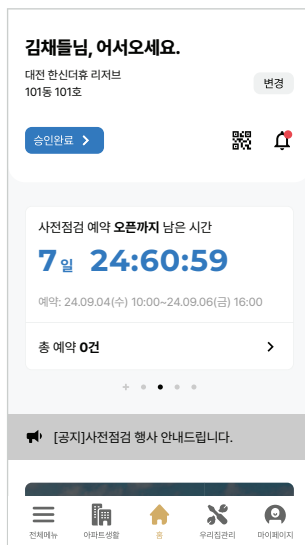 김채들님, 어서오세요.
대전 한신더휴 리저브
101동 101호
변경
승인완료
사전점검 예약 오픈까지 남은 시간
7일 24:60:59
예약: 24.09.04(수) 10:00~24.09.06(금) 16:00
총 예약 0건
[공지]사전점검 행사 안내드립니다.
전체메뉴 아파트생활 홈 우리집관리 마이페이지